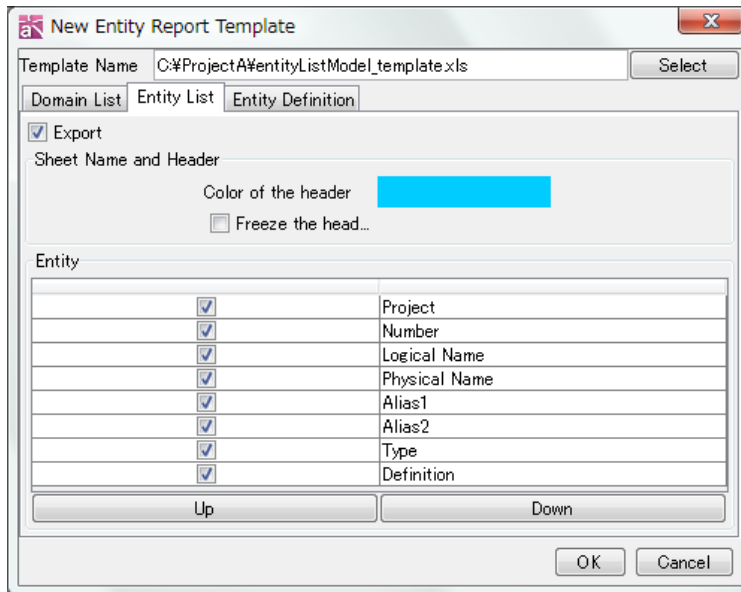 New Entity Report Template
Template Name C:¥ProjectA¥entityListModel_template.xls Select
Domain List Entity List Entity Definition
Export
Sheet Name and Header
Color of the header
Freeze the head...
Entity
Project
Number
Logical Name
Physical Name
Alias1
Alias2
Type
Definition
Up Down
OK Cancel